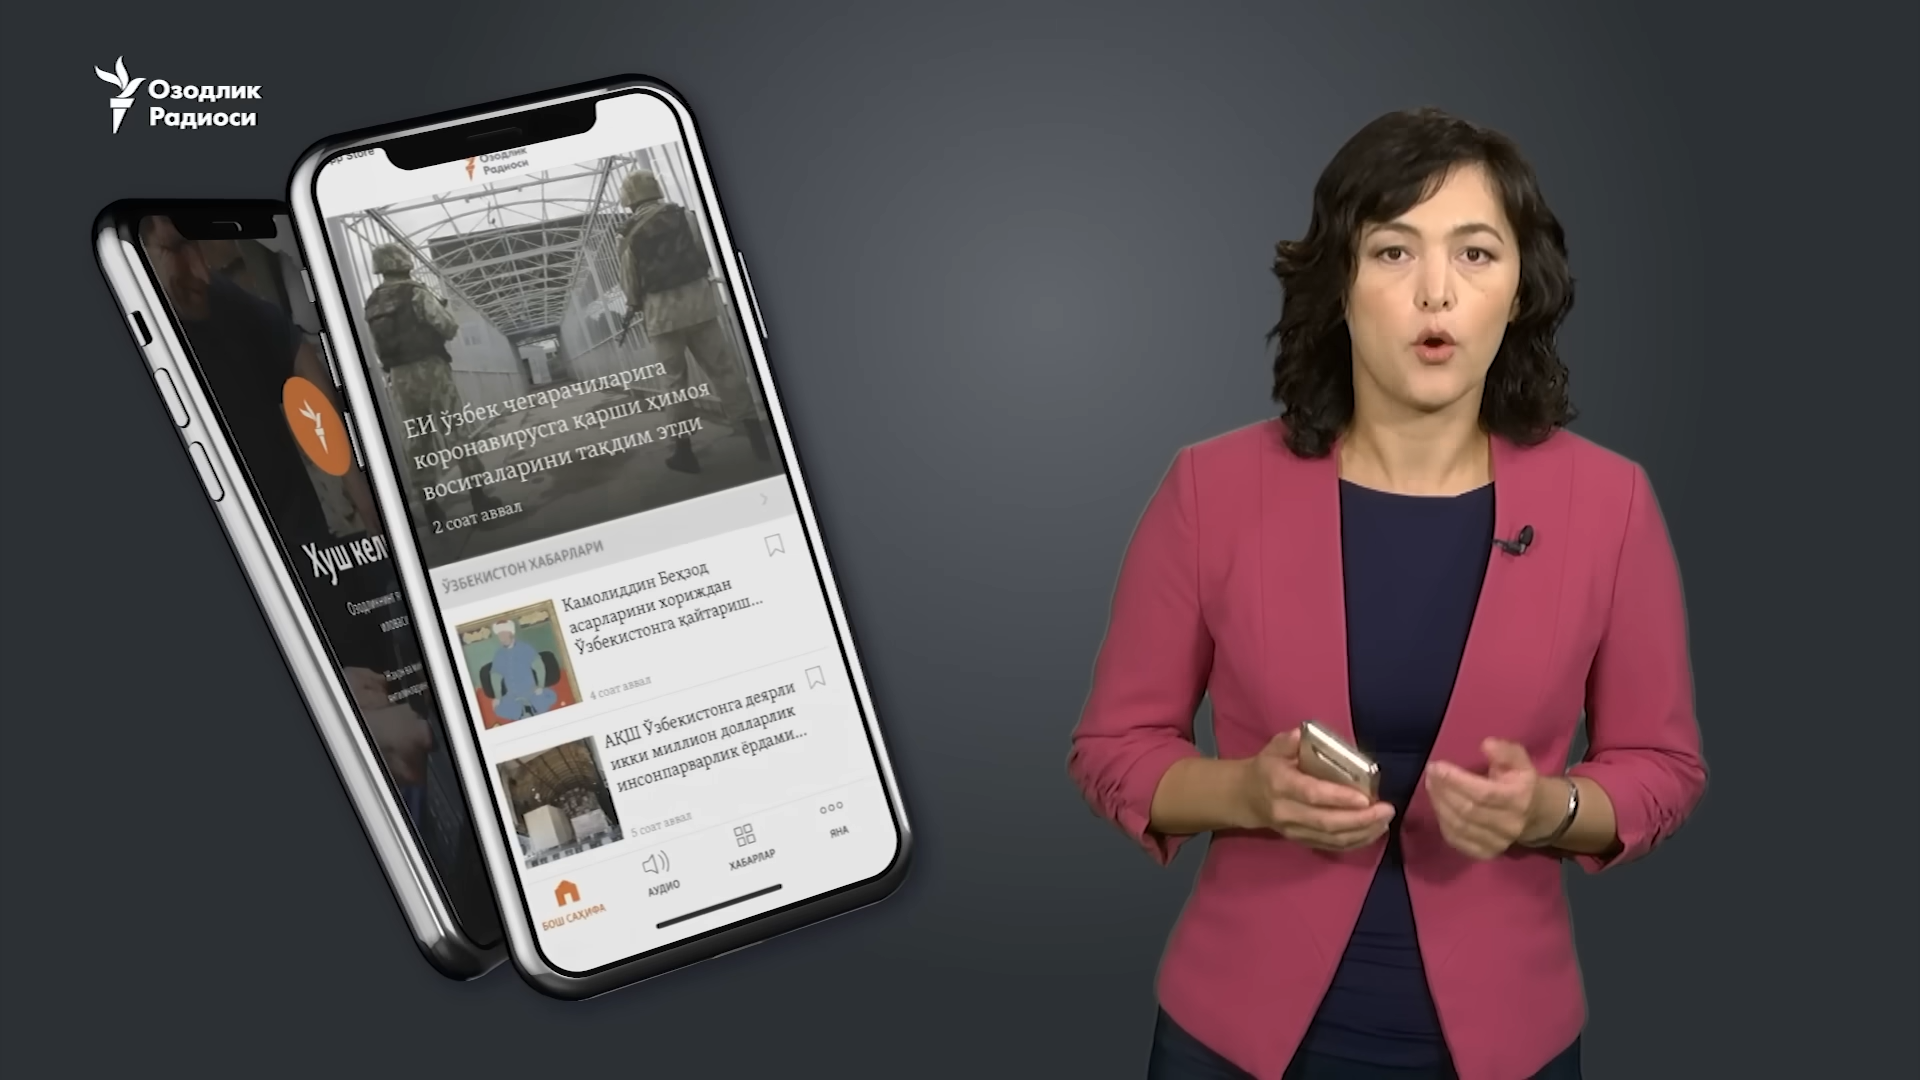 Озодлик
Радиоси
App Store
Озодлик
Радиоси
ЕИ ўзбек чегарачиларига
коронавирусга қарши ҳимоя
воситаларини тақдим этди
2 соат аввал
ЎЗБЕКИСТОН ХАБАРЛАРИ
Камолиддин Беҳзод
асарларини хориждан
Ўзбекистонга қайтариш...
4 соат аввал
АҚШ Ўзбекистонга деярли
икки миллион долларлик
инсонпарварлик ёрдами...
5 соат аввал
БОШ САҲИФА
АУДИО
ХАБАРЛАР
ЯНА
Хуш кел